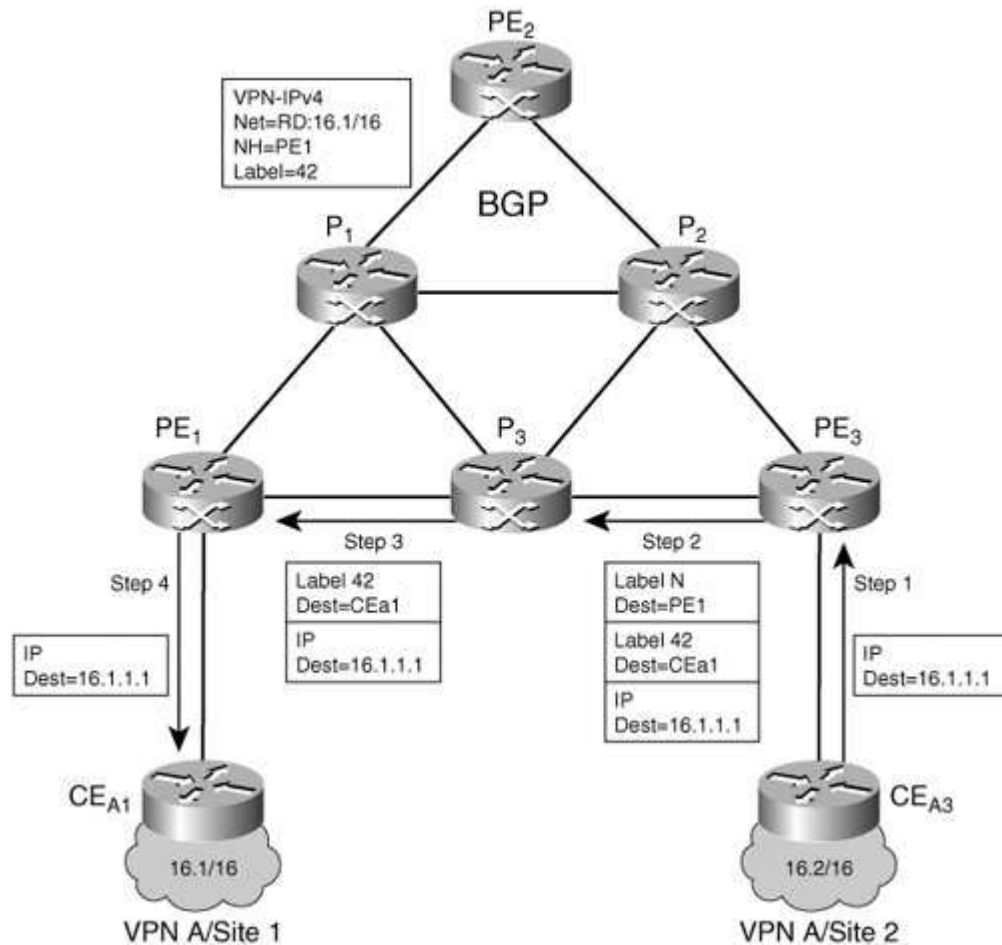 PE2
VPN-IPv4
Net=RD:16.1/16
NH=PE1
Label=42
BGP
P1
P2
PE1
P3
PE3
Step 3
Step 2
Step 4
Step 1
Label 42
Dest=CEa1
IP
Dest=16.1.1.1
Label N
Dest=PE1
Label 42
Dest=CEa1
IP
Dest=16.1.1.1
IP
Dest=16.1.1.1
IP
Dest=16.1.1.1
CEA1
CEA3
16.1/16
16.2/16
VPN A/Site 1
VPN A/Site 2